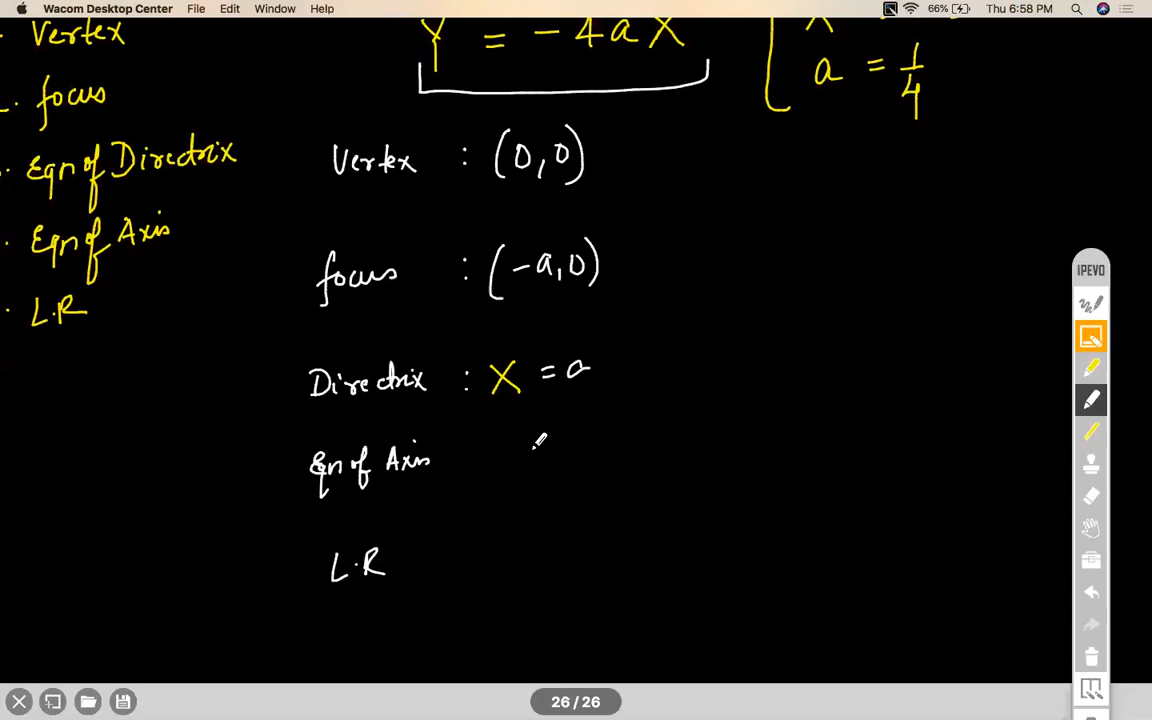 Wacom Desktop Center File Edit Window Help 66% Thu 6:58 PM
Vertex
Y = - 4 a X
a = 1/4
focus
Eqn of Directrix
Eqn of Axis
L.R
Vertex : (0,0)
focus : (-a,0)
Directrix : X = a
Eqn of Axis
L.R
IPEVO
26 / 26